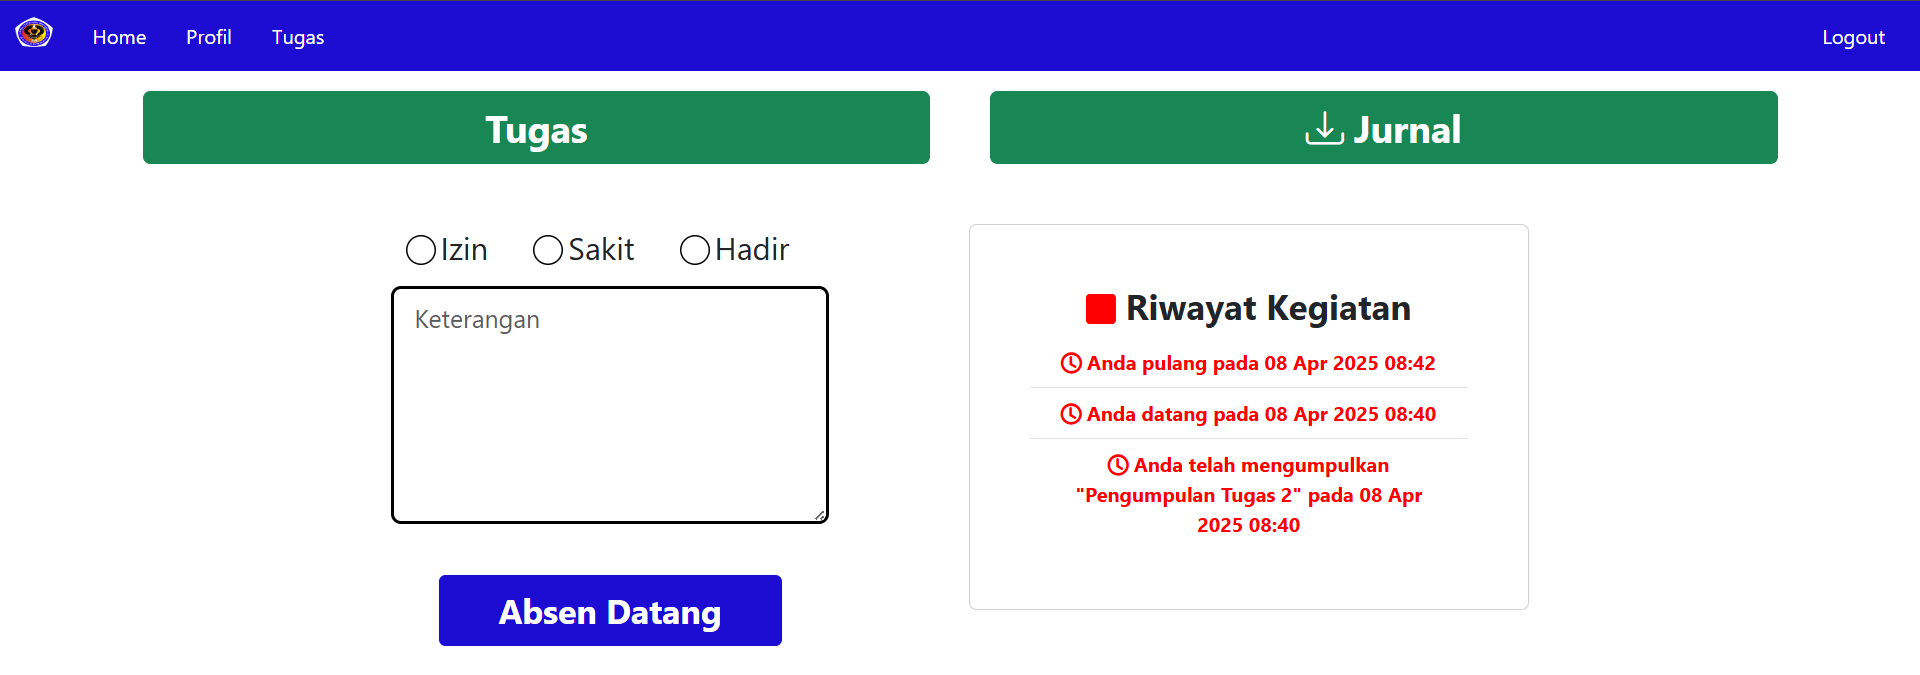 Home Profil Tugas Logout
Tugas
Jurnal
Izin Sakit Hadir
Keterangan
Absen Datang
Riwayat Kegiatan
Anda pulang pada 08 Apr 2025 08:42
Anda datang pada 08 Apr 2025 08:40
Anda telah mengumpulkan
"Pengumpulan Tugas 2" pada 08 Apr
2025 08:40